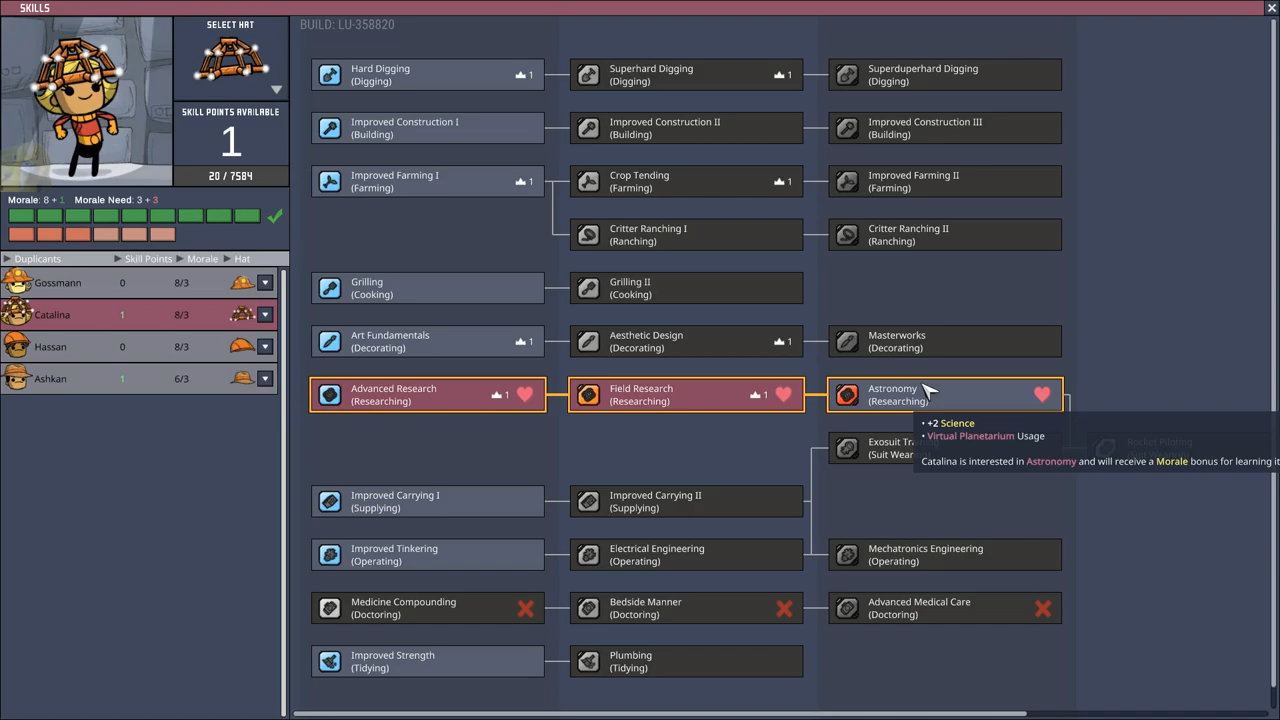 SKILLS
BUILD: LU-358820
SELECT HAT
SKILL POINTS AVAILABLE
1
20 / 7584
Morale: 8 + 1 Morale Need: 3 + 3
Duplicants Skill Points Morale Hat
Gossmann 0 8/3
Catalina 1 8/3
Hassan 0 8/3
Ashkan 1 6/3
Hard Digging
(Digging)
1
Superhard Digging
(Digging)
1
Superduperhard Digging
(Digging)
Improved Construction I
(Building)
Improved Construction II
(Building)
Improved Construction III
(Building)
Improved Farming I
(Farming)
1
Crop Tending
(Farming)
1
Improved Farming II
(Farming)
Critter Ranching I
(Ranching)
Critter Ranching II
(Ranching)
Grilling
(Cooking)
Grilling II
(Cooking)
Art Fundamentals
(Decorating)
1
Aesthetic Design
(Decorating)
1
Masterworks
(Decorating)
Advanced Research
(Researching)
1
Field Research
(Researching)
1
Astronomy
(Researching)
• +2 Science
• Virtual Planetarium Usage
Catalina is interested in Astronomy and will receive a Morale bonus for learning it
Exosuit Tra
(Suit Wear
Rocket Piloting
Improved Carrying I
(Supplying)
Improved Carrying II
(Supplying)
Improved Tinkering
(Operating)
Electrical Engineering
(Operating)
Mechatronics Engineering
(Operating)
Medicine Compounding
(Doctoring)
Bedside Manner
(Doctoring)
Advanced Medical Care
(Doctoring)
Improved Strength
(Tidying)
Plumbing
(Tidying)